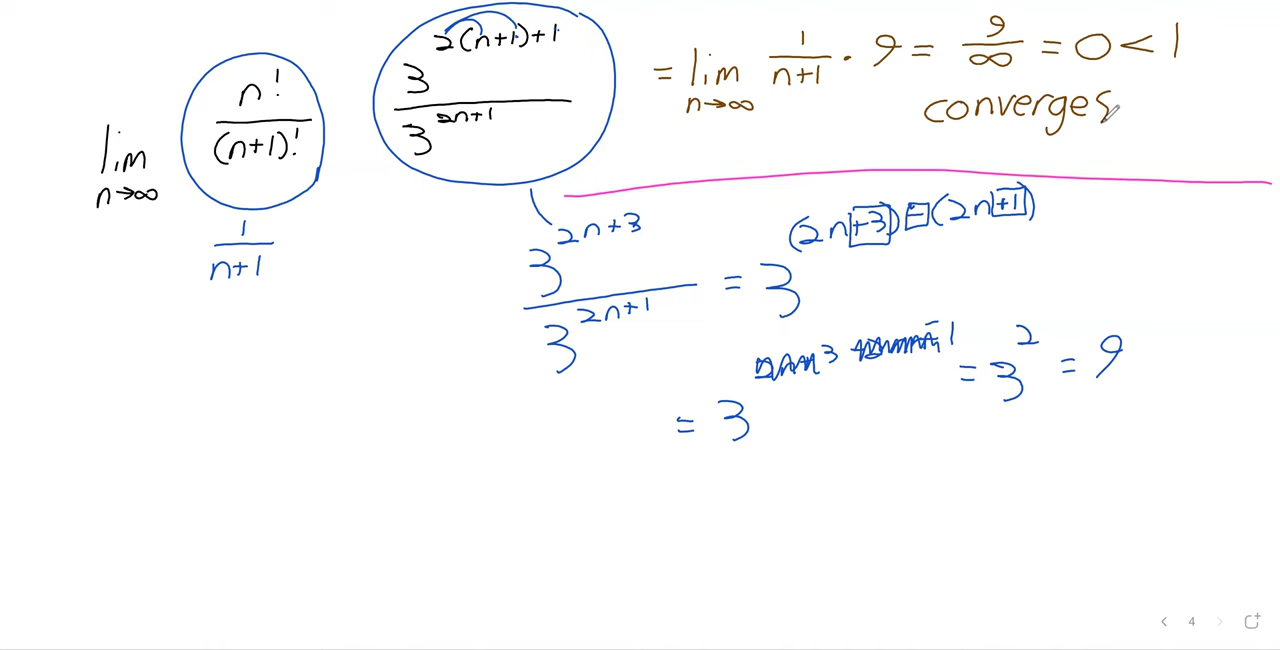 lim n→∞ n!/(n+1)! 3^(2(n+1)+1)/3^(2n+1) = lim n→∞ 1/(n+1) · 9 = 9/∞ = 0 < 1
converges
1/(n+1)
3^(2n+3)/3^(2n+1) = 3^((2n+3)-(2n+1))
= 3 = 3^2 = 9
4